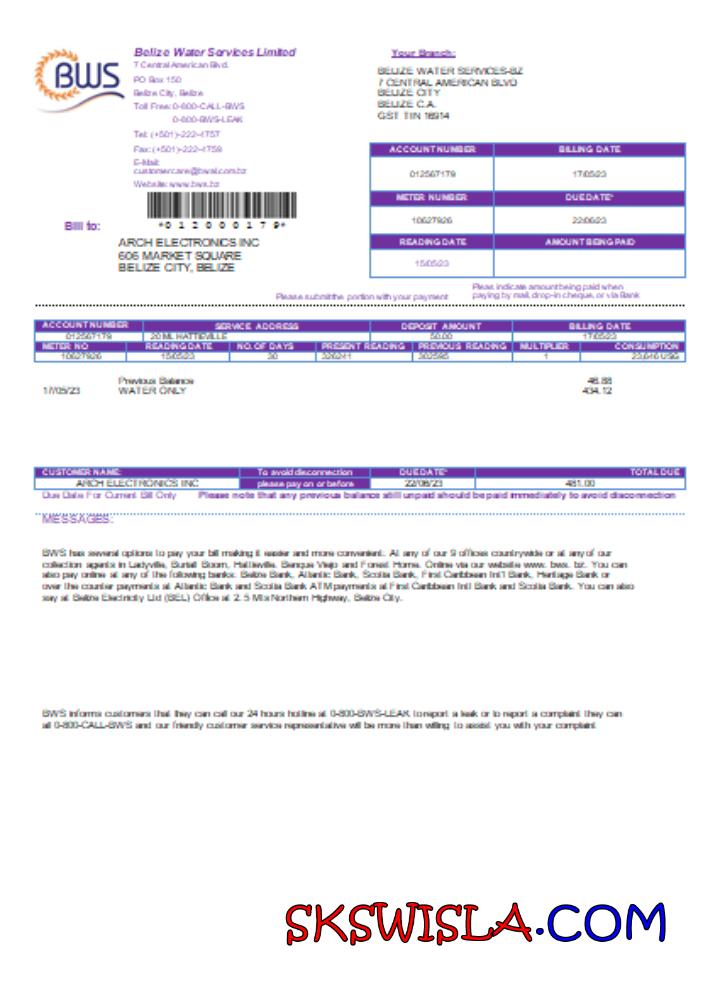 BWS
Belize Water Services Limited
7 Central American Blvd.
PO Box 150
Belize City, Belize
Toll Free: 0-800-CALL-BWS
0-800-BWS-LEAK
Tel: (+501)-222-4757
Fax: (+501)-222-4759
E-Mail:
customercare@bwsl.com.bz
Website: www.bws.bz
Your Branch:
BELIZE WATER SERVICES-BZ
7 CENTRAL AMERICAN BLVD
BELIZE CITY
BELIZE C.A.
GST TIN 16914
ACCOUNT NUMBER BILLING DATE
012567179 17/05/23
METER NUMBER DUE DATE*
10627926 22/06/23
READING DATE AMOUNT BEING PAID
15/05/23
*012000179*
Bill to:
ARCH ELECTRONICS INC
606 MARKET SQUARE
BELIZE CITY, BELIZE
Please submit the portion with your payment
Pleas indicate amount being paid when
paying by mail, drop-in cheque, or via Bank
ACCOUNT NUMBER SERVICE ADDRESS DEPOSIT AMOUNT BILLING DATE
012567179 20 ML HATTIEVILLE 50.00 17/05/23
METER NO READING DATE NO. OF DAYS PRESENT READING PREVIOUS READING MULTIPLIER CONSUMPTION
10627926 15/05/23 30 326241 302595 1 23,646 USG
Previous Balance 46.88
17/05/23 WATER ONLY 434.12
CUSTOMER NAME: To avoid disconnection DUE DATE* TOTAL DUE
ARCH ELECTRONICS INC please pay on or before 22/06/23 481.00
Due Date For Current Bill Only Please note that any previous balance still unpaid should be paid immediately to avoid disconnection
MESSAGES:
BWS has several options to pay your bill making it easier and more convenient. At any of our 9 offices countrywide or at any of our
collection agents in Ladyville, Burrell Boom, Hattieville. Benque Viejo and Forest Home. Online via our website www. bws. bz. You can
also pay online at any of the following banks: Belize Bank, Atlantic Bank, Scotia Bank, First Caribbean Int'l Bank, Heritage Bank or
over the counter payments at Atlantic Bank and Scotia Bank ATM payments at First Caribbean Intl Bank and Scotia Bank. You can also
say at Belize Electricity Ltd (BEL) Office at 2. 5 Mls Northern Highway, Belize City.
BWS informs customers that they can call our 24 hours hotline at 0-800-BWS-LEAK to report a leak or to report a complaint they can
all 0-800-CALL-BWS and our friendly customer service representative will be more than willing to assist you with your complaint
SKSWISLA.COM